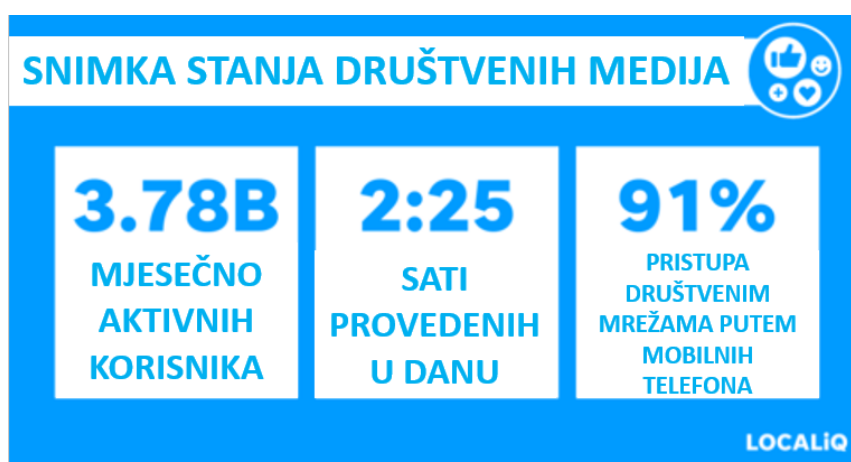 SNIMKA STANJA DRUŠTVENIH MEDIJA
3.78B
MJESEČNO
AKTIVNIH
KORISNIKA
2:25
SATI
PROVEDENIH
U DANU
91%
PRISTUPA
DRUŠTVENIM
MREŽAMA PUTEM
MOBILNIH
TELEFONA
LOCALiQ